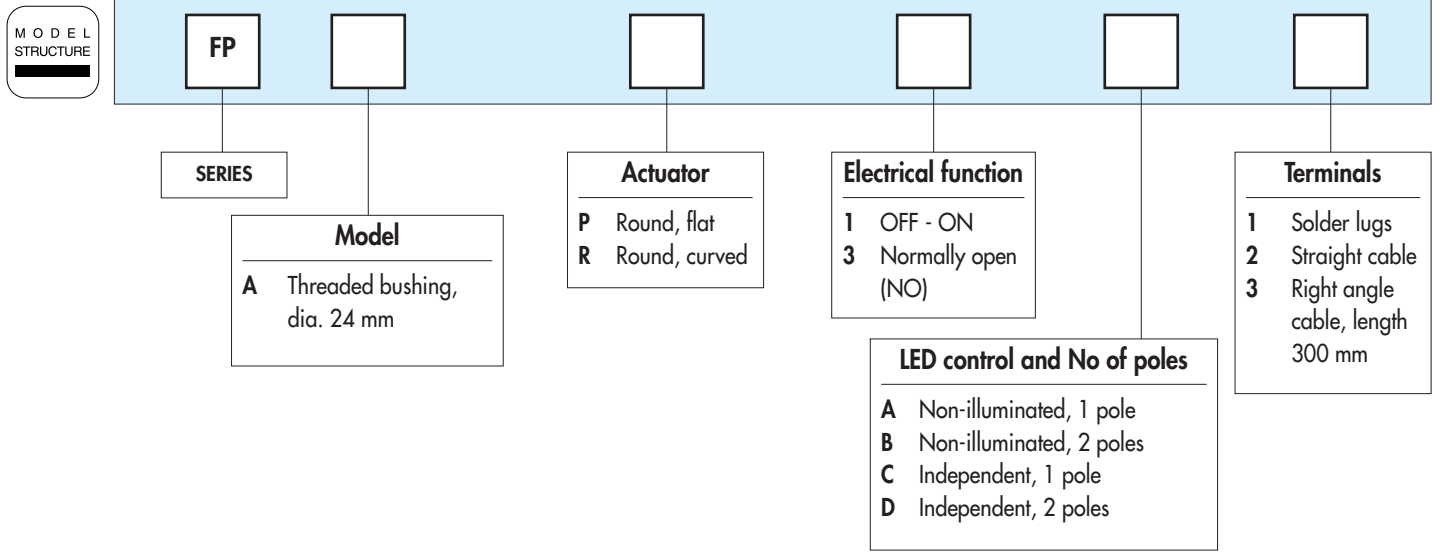 MODEL
STRUCTURE
FP
SERIES
Model
A Threaded bushing,
dia. 24 mm
Actuator
P Round, flat
R Round, curved
Electrical function
1 OFF - ON
3 Normally open
(NO)
LED control and No of poles
A Non-illuminated, 1 pole
B Non-illuminated, 2 poles
C Independent, 1 pole
D Independent, 2 poles
Terminals
1 Solder lugs
2 Straight cable
3 Right angle
cable, length
300 mm